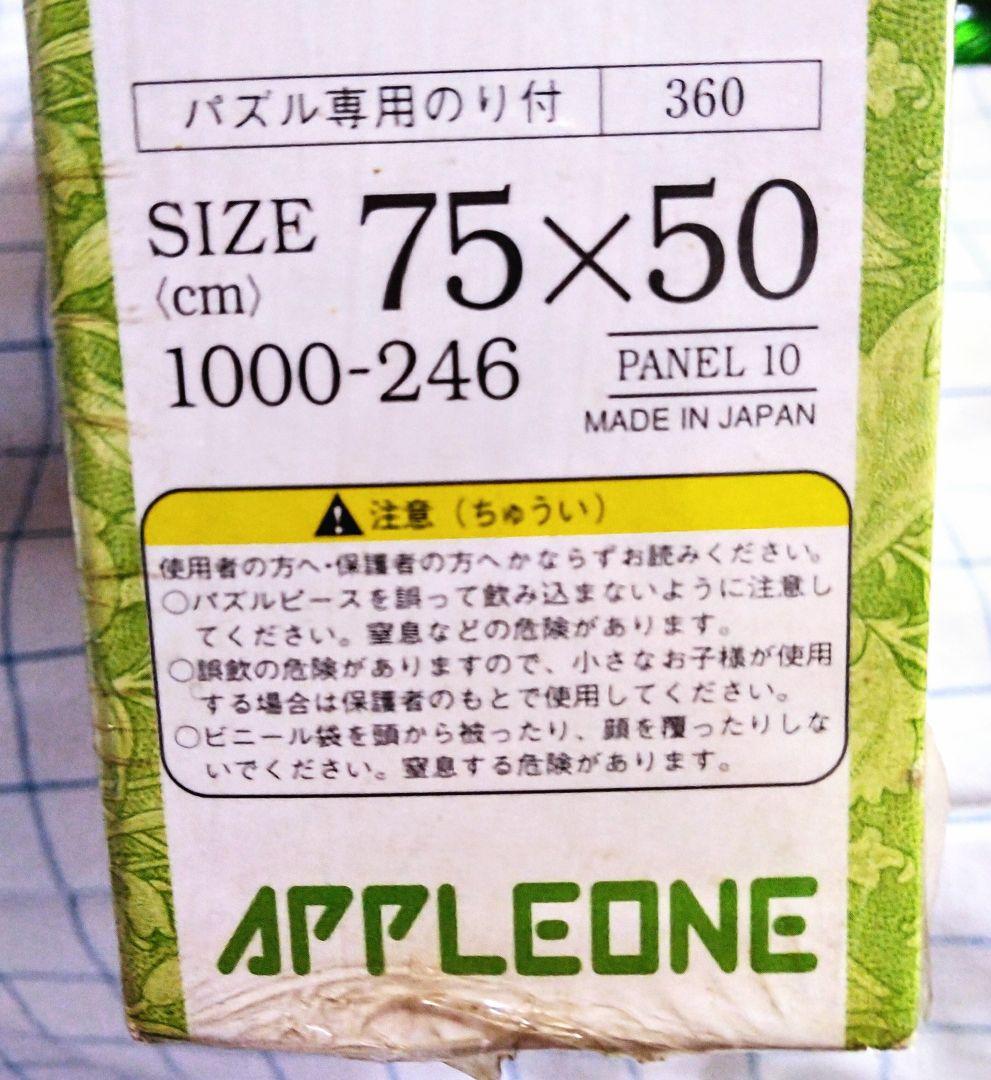 パズル専用のり付 360
SIZE 75×50
〈cm〉
1000-246 PANEL 10
MADE IN JAPAN
注意（ちゅうい）
使用者の方へ・保護者の方へかならずお読みください。
○パズルピースを誤って飲み込まないように注意し
てください。窒息などの危険があります。
○誤飲の危険がありますので、小さなお子様が使用
する場合は保護者のもとで使用してください。
○ビニール袋を頭から被ったり、顔を覆ったりしな
いでください。窒息する危険があります。
APPLEONE